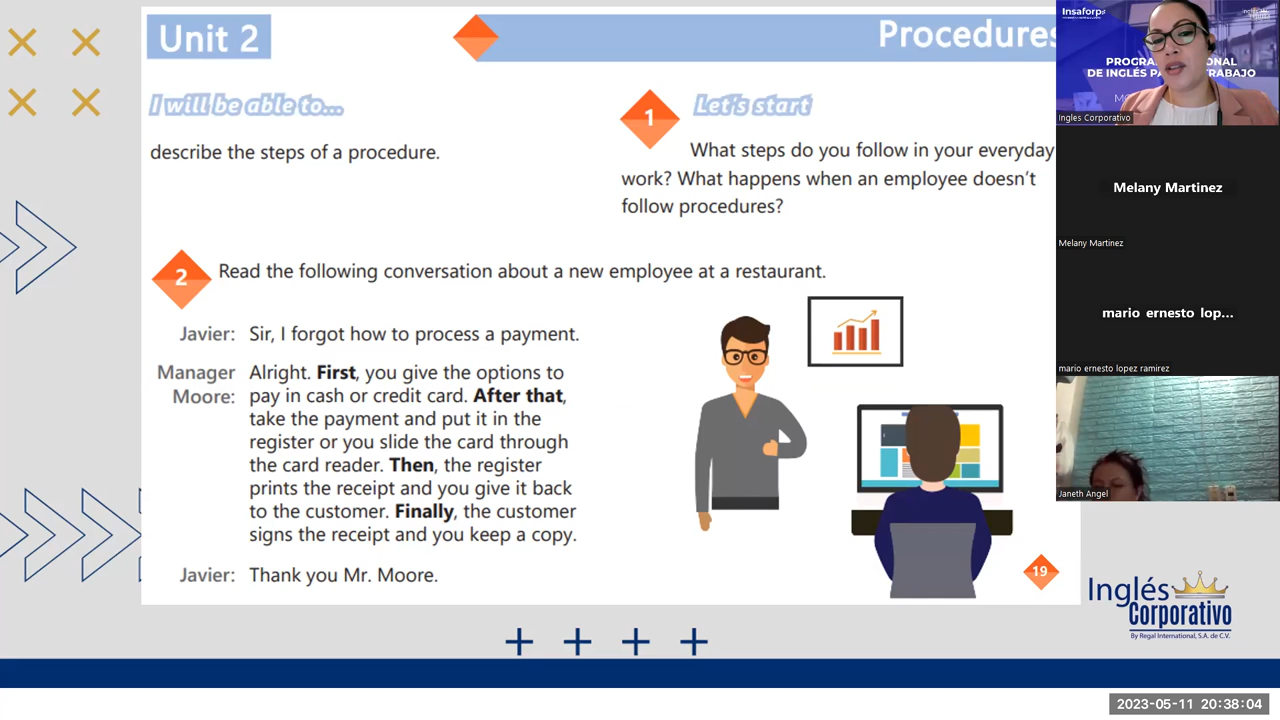 Unit 2
Procedures
I will be able to...
describe the steps of a procedure.
1
Let's start
What steps do you follow in your everyday
work? What happens when an employee doesn't
follow procedures?
2
Read the following conversation about a new employee at a restaurant.
Javier: Sir, I forgot how to process a payment.
Manager Moore: Alright. First, you give the options to
pay in cash or credit card. After that,
take the payment and put it in the
register or you slide the card through
the card reader. Then, the register
prints the receipt and you give it back
to the customer. Finally, the customer
signs the receipt and you keep a copy.
Javier: Thank you Mr. Moore.
19
Insaforp
Ingles Corporativo
Melany Martinez
Melany Martinez
mario ernesto lop...
mario ernesto lopez ramirez
Janeth Angel
Inglés
Corporativo
By Regal International, S.A. de C.V.
2023-05-11 20:38:04